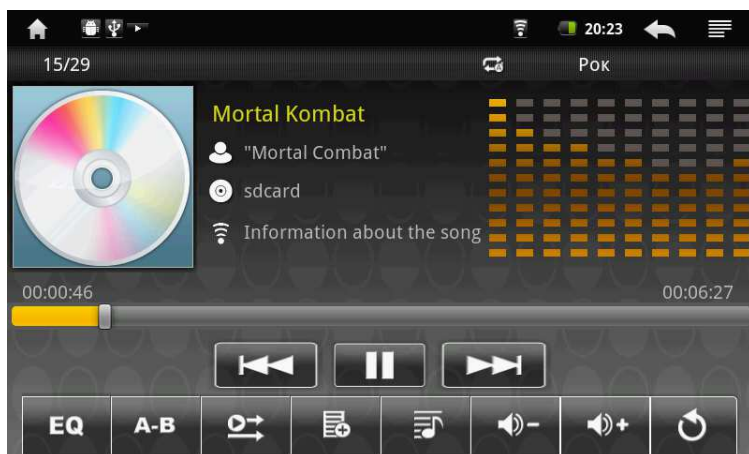 20:23
15/29
Рок
Mortal Kombat
"Mortal Combat"
sdcard
Information about the song
00:00:46
00:06:27
EQ
A-B